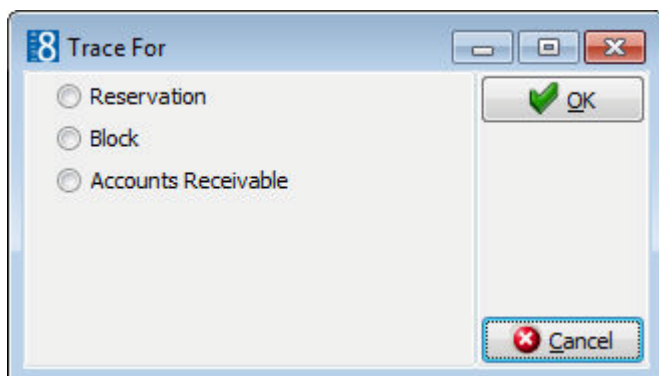 8 Trace For
Reservation
OK
Block
Accounts Receivable
Cancel